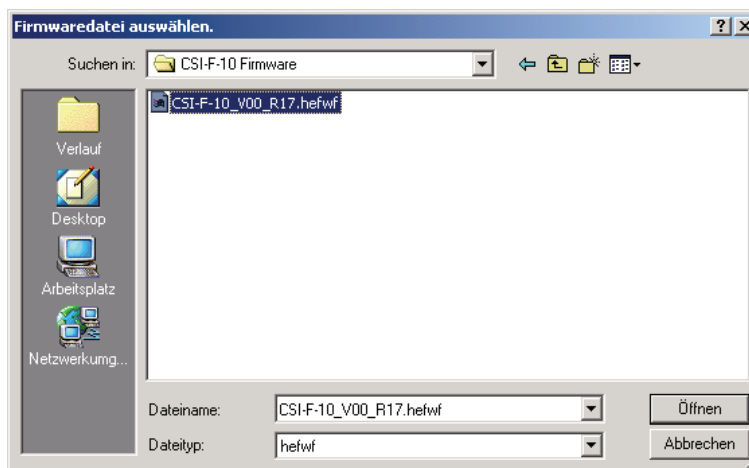 Firmwaredatei auswählen.
Suchen in: CSI-F-10 Firmware
CSI-F-10_V00_R17.hefwf
Verlauf
Desktop
Arbeitsplatz
Netzwerkumg...
Dateiname: CSI-F-10_V00_R17.hefwf Öffnen
Dateityp: hefwf Abbrechen